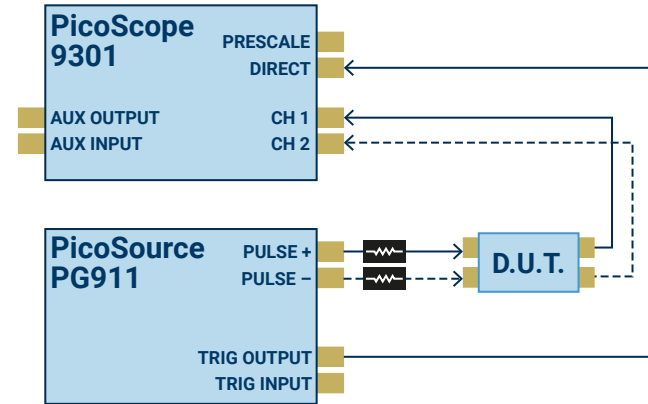 PicoScope
9301
PRESCALE
DIRECT
AUX OUTPUT
CH 1
AUX INPUT
CH 2
PicoSource
PG911
PULSE +
PULSE –
D.U.T.
TRIG OUTPUT
TRIG INPUT